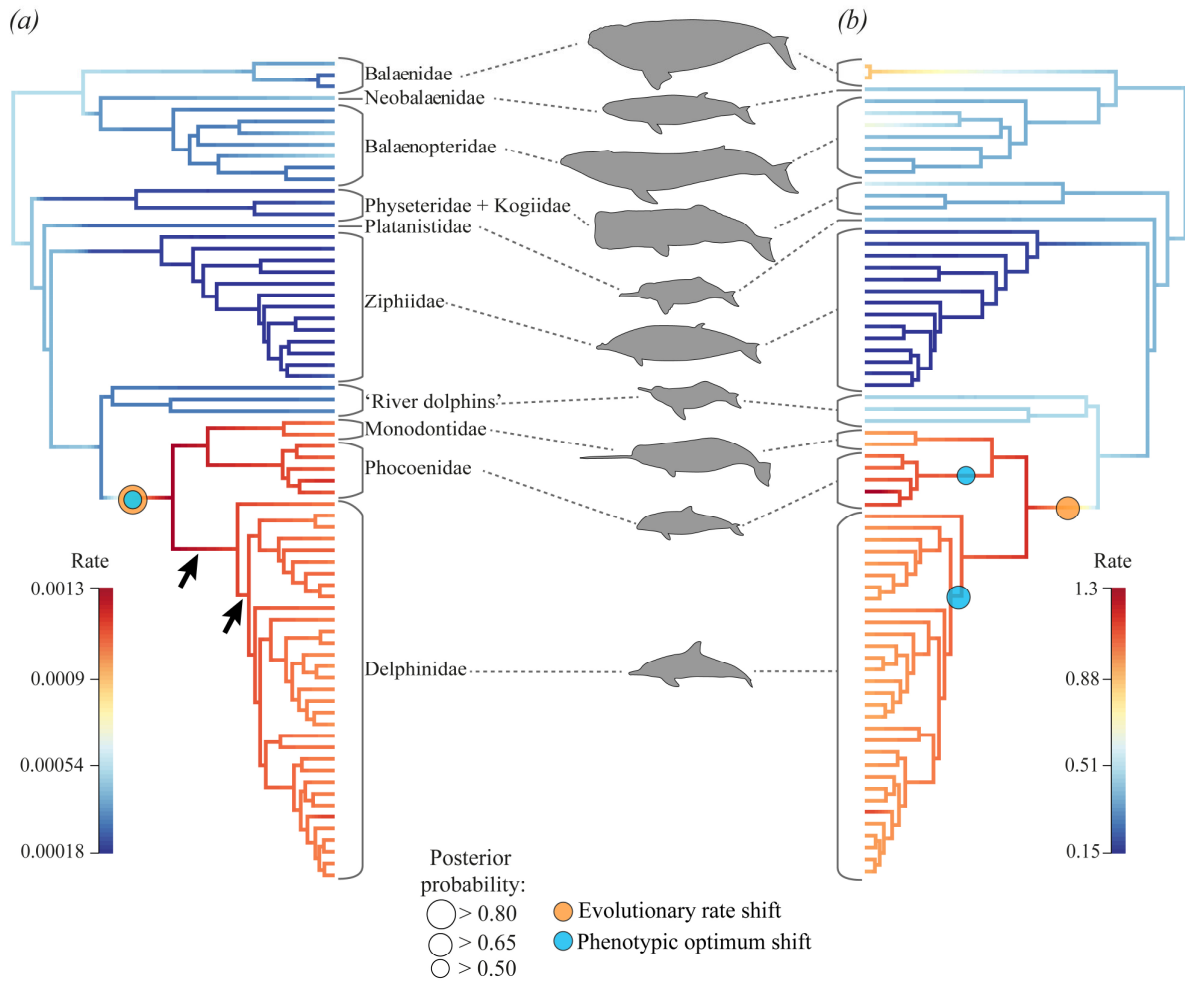 (a)
(b)
Balaenidae
Neobalaenidae
Balaenopteridae
Physeteridae + Kogiidae
Platanistidae
Ziphiidae
‘River dolphins’
Monodontidae
Phocoenidae
Delphinidae
Rate
0.0013
0.0009
0.00054
0.00018
Rate
1.3
0.88
0.51
0.15
Posterior
probability:
> 0.80
> 0.65
> 0.50
Evolutionary rate shift
Phenotypic optimum shift